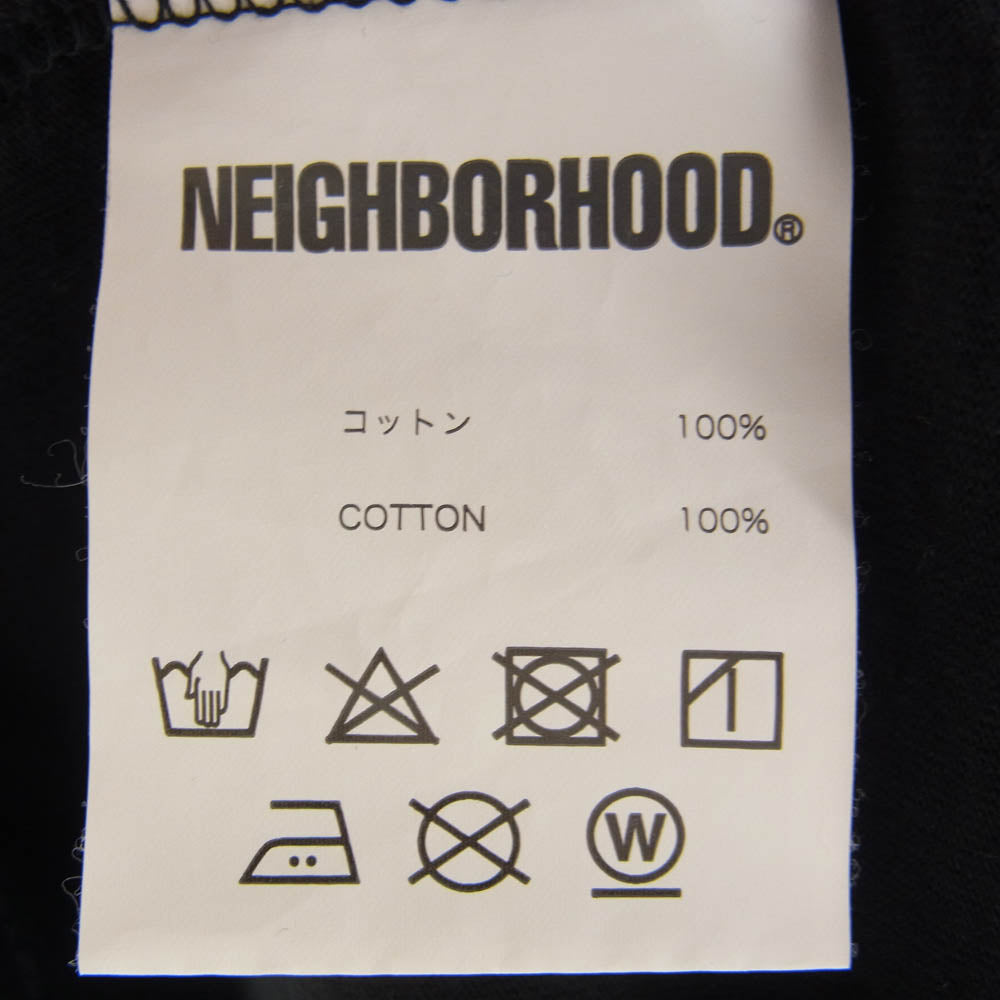 NEIGHBORHOOD®
コットン 100%
COTTON 100%
W